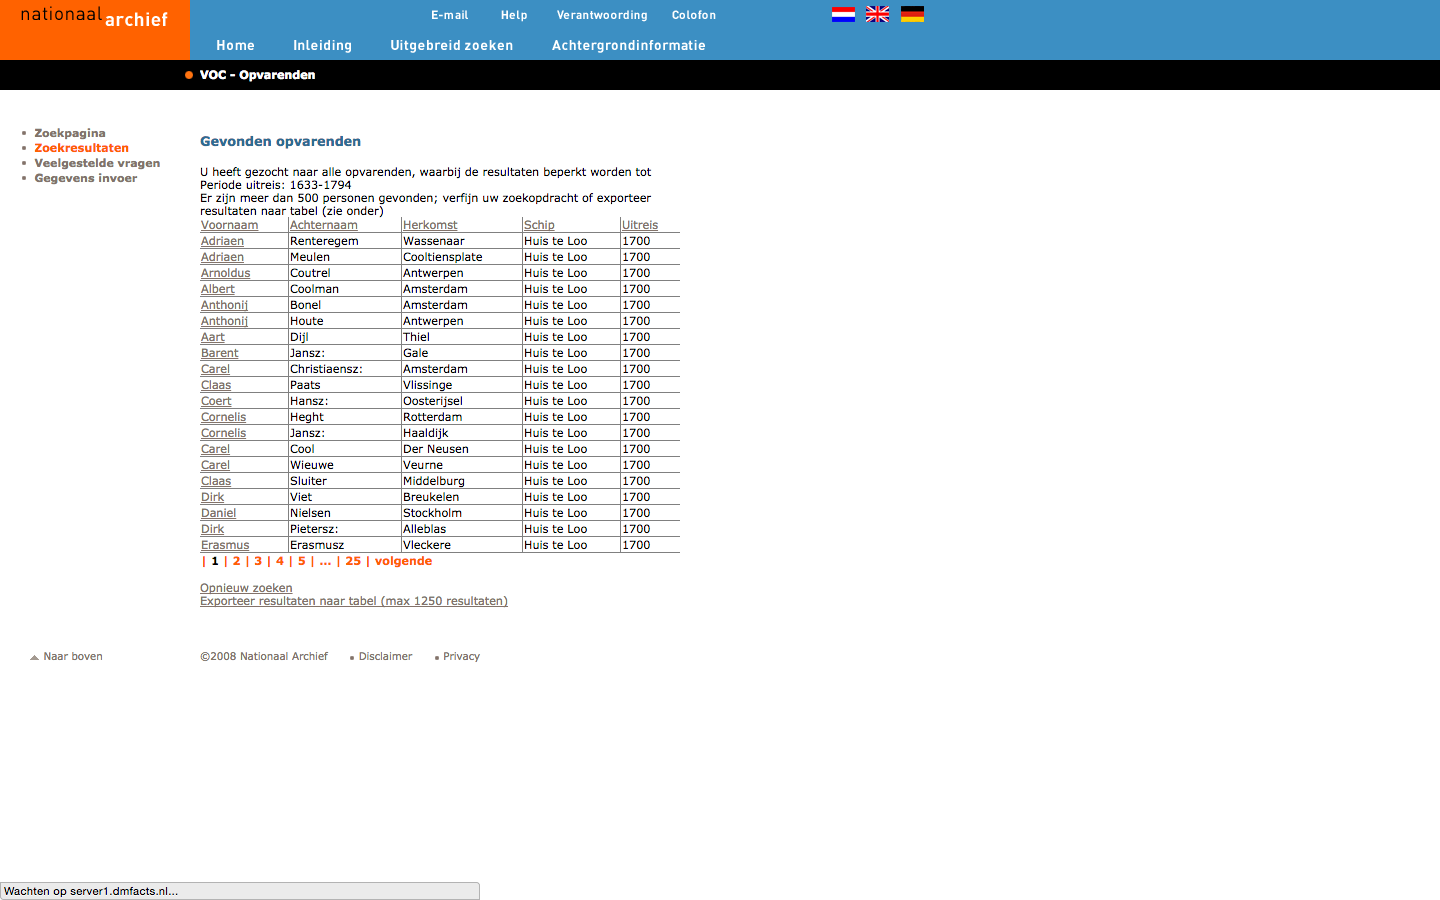 nationaal archief
E-mail Help Verantwoording Colofon
Home Inleiding Uitgebreid zoeken Achtergrondinformatie
VOC - Opvarenden
Zoekpagina
Zoekresultaten
Veelgestelde vragen
Gegevens invoer
Gevonden opvarenden
U heeft gezocht naar alle opvarenden, waarbij de resultaten beperkt worden tot
Periode uitreis: 1633-1794
Er zijn meer dan 500 personen gevonden; verfijn uw zoekopdracht of exporteer
resultaten naar tabel (zie onder)
Voornaam Achternaam Herkomst Schip Uitreis
Adriaen Renteregem Wassenaar Huis te Loo 1700
Adriaen Meulen Cooltiensplate Huis te Loo 1700
Arnoldus Coutrel Antwerpen Huis te Loo 1700
Albert Coolman Amsterdam Huis te Loo 1700
Anthonij Bonel Amsterdam Huis te Loo 1700
Anthonij Houte Antwerpen Huis te Loo 1700
Aart Dijl Thiel Huis te Loo 1700
Barent Jansz: Gale Huis te Loo 1700
Carel Christiaensz: Amsterdam Huis te Loo 1700
Claas Paats Vlissinge Huis te Loo 1700
Coert Hansz: Oosterijsel Huis te Loo 1700
Cornelis Heght Rotterdam Huis te Loo 1700
Cornelis Jansz: Haaldijk Huis te Loo 1700
Carel Cool Der Neusen Huis te Loo 1700
Carel Wieuwe Veurne Huis te Loo 1700
Claas Sluiter Middelburg Huis te Loo 1700
Dirk Viet Breukelen Huis te Loo 1700
Daniel Nielsen Stockholm Huis te Loo 1700
Dirk Pietersz: Alleblas Huis te Loo 1700
Erasmus Erasmusz Vleckere Huis te Loo 1700
| 1 | 2 | 3 | 4 | 5 | ... | 25 | volgende
Opnieuw zoeken
Exporteer resultaten naar tabel (max 1250 resultaten)
Naar boven ©2008 Nationaal Archief Disclaimer Privacy
Wachten op server1.dmfacts.nl...